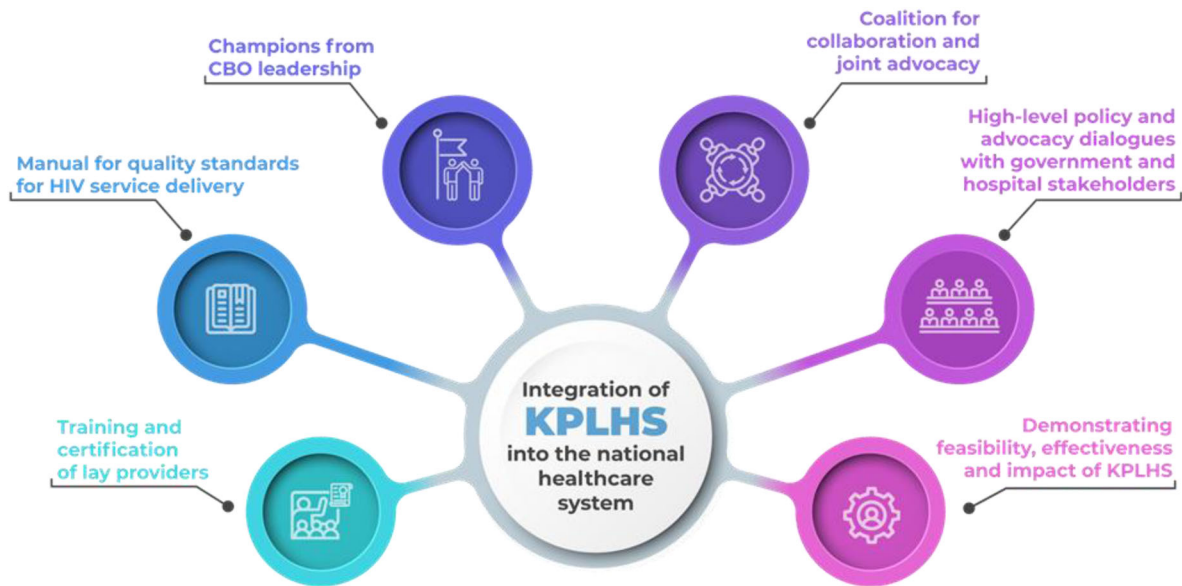 Champions from
CBO leadership
Coalition for
collaboration and
joint advocacy
Manual for quality standards
for HIV service delivery
High-level policy and
advocacy dialogues
with government and
hospital stakeholders
Training and
certification
of lay providers
Integration of
KPLHS
into the national
healthcare
system
Demonstrating
feasibility, effectiveness
and impact of KPLHS